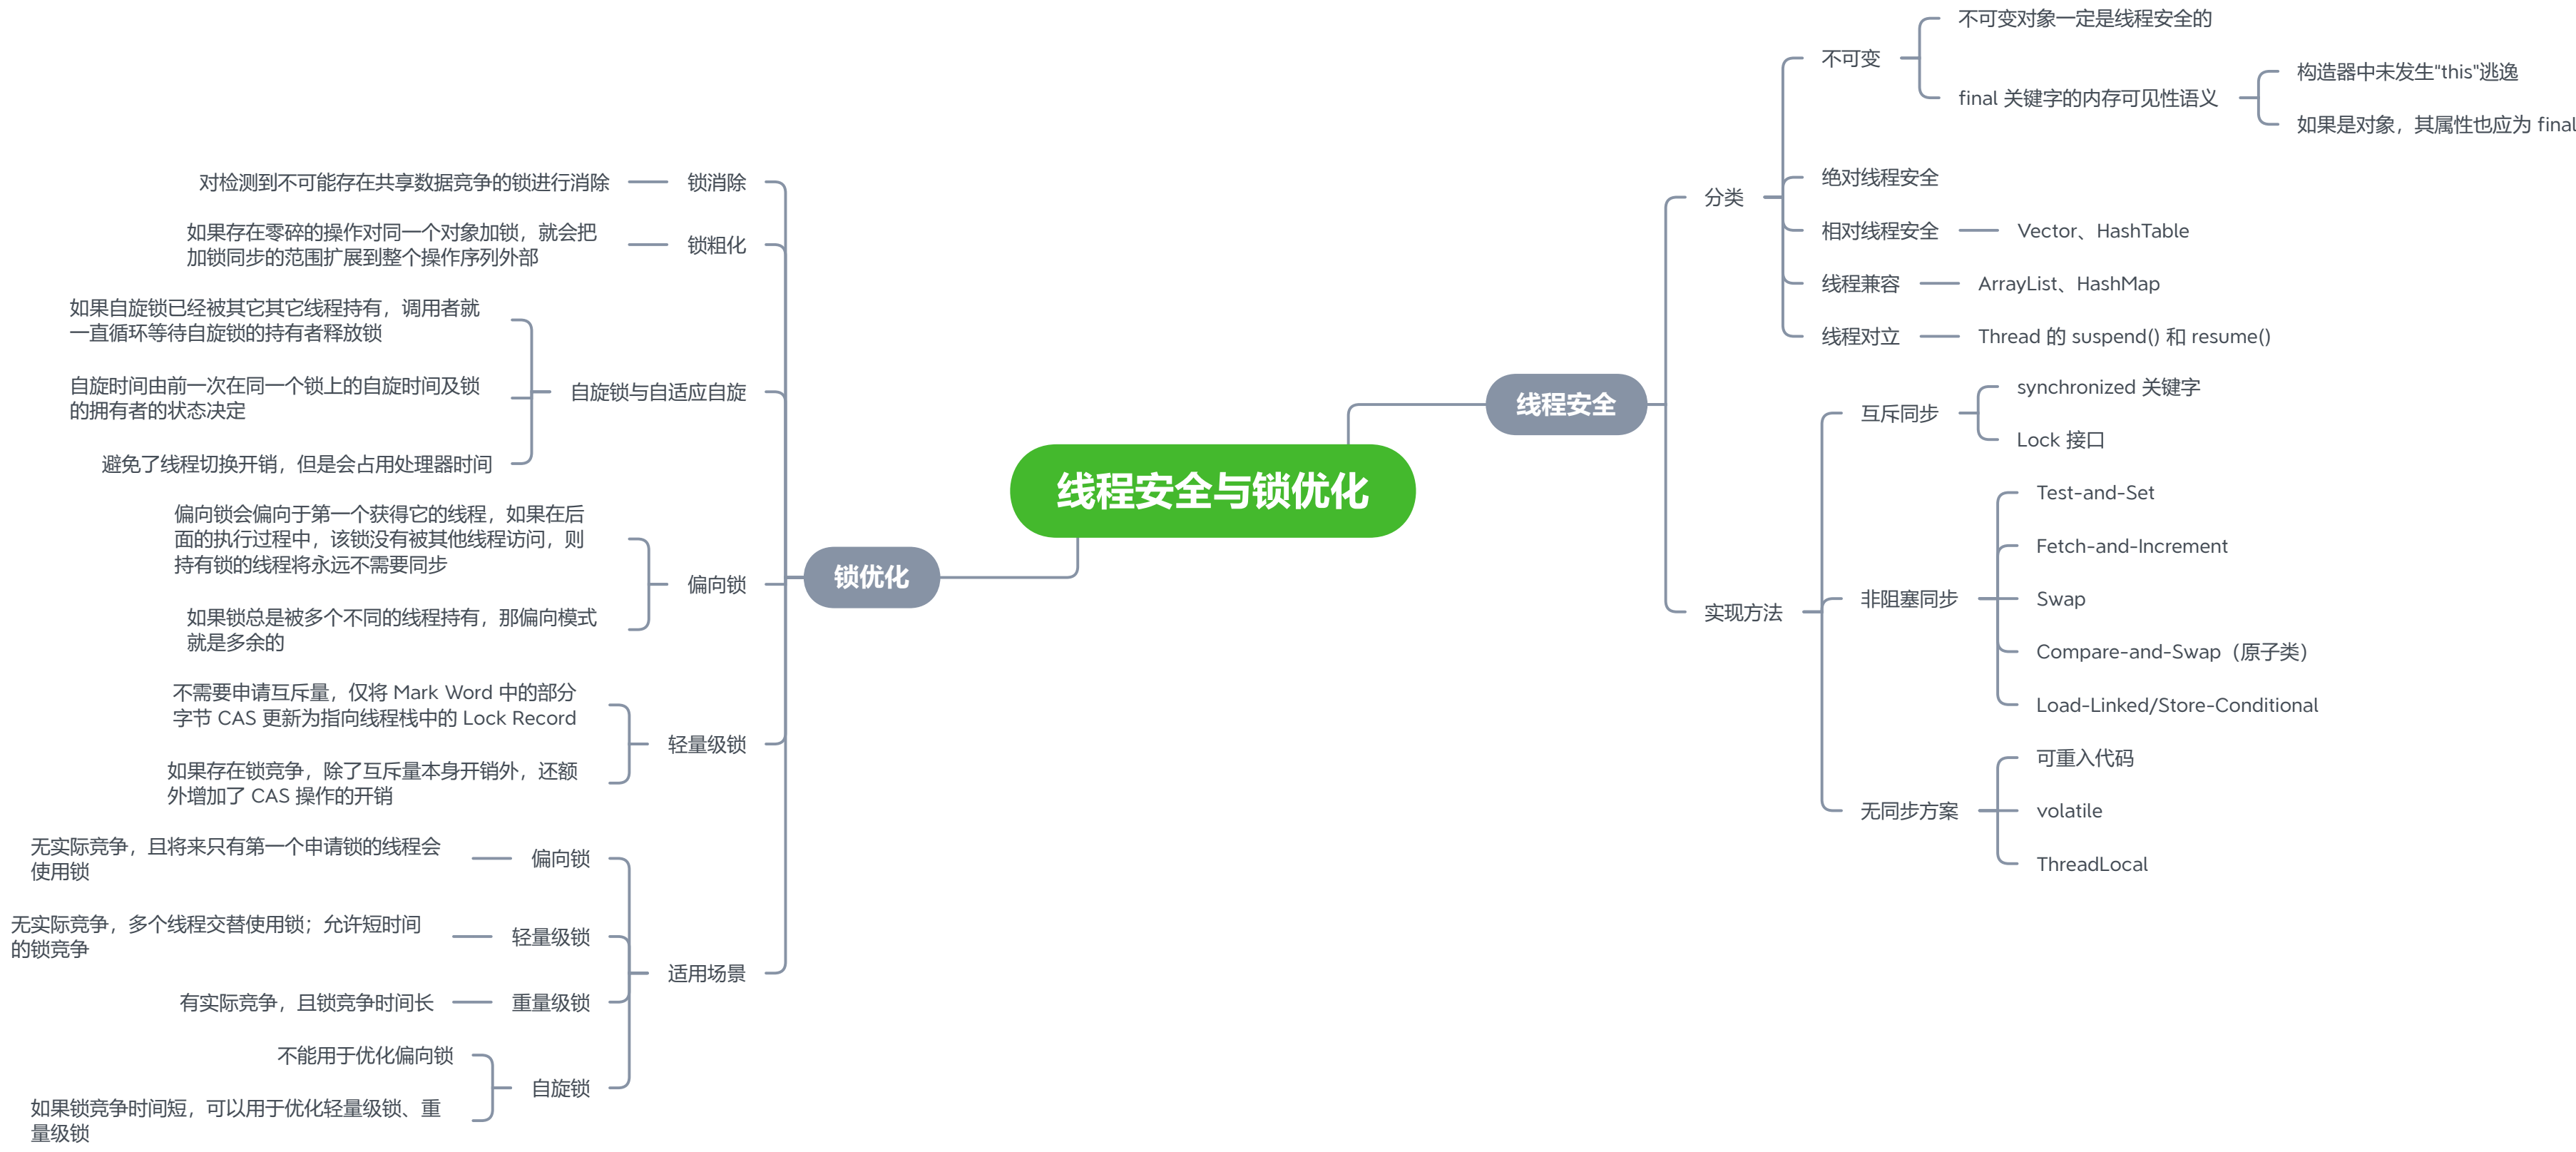 线程安全与锁优化
线程安全
分类
不可变
不可变对象一定是线程安全的
final 关键字的内存可见性语义
构造器中未发生"this"逃逸
如果是对象，其属性也应为 final
绝对线程安全
相对线程安全
Vector、HashTable
线程兼容
ArrayList、HashMap
线程对立
Thread 的 suspend() 和 resume()
实现方法
互斥同步
synchronized 关键字
Lock 接口
非阻塞同步
Test-and-Set
Fetch-and-Increment
Swap
Compare-and-Swap（原子类）
Load-Linked/Store-Conditional
无同步方案
可重入代码
volatile
ThreadLocal
锁优化
锁消除
对检测到不可能存在共享数据竞争的锁进行消除
锁粗化
如果存在零碎的操作对同一个对象加锁，就会把
加锁同步的范围扩展到整个操作序列外部
自旋锁与自适应自旋
如果自旋锁已经被其它其它线程持有，调用者就
一直循环等待自旋锁的持有者释放锁
自旋时间由前一次在同一个锁上的自旋时间及锁
的拥有者的状态决定
避免了线程切换开销，但是会占用处理器时间
偏向锁
偏向锁会偏向于第一个获得它的线程，如果在后
面的执行过程中，该锁没有被其他线程访问，则
持有锁的线程将永远不需要同步
如果锁总是被多个不同的线程持有，那偏向模式
就是多余的
轻量级锁
不需要申请互斥量，仅将 Mark Word 中的部分
字节 CAS 更新为指向线程栈中的 Lock Record
如果存在锁竞争，除了互斥量本身开销外，还额
外增加了 CAS 操作的开销
适用场景
偏向锁
无实际竞争，且将来只有第一个申请锁的线程会
使用锁
轻量级锁
无实际竞争，多个线程交替使用锁；允许短时间
的锁竞争
重量级锁
有实际竞争，且锁竞争时间长
自旋锁
不能用于优化偏向锁
如果锁竞争时间短，可以用于优化轻量级锁、重
量级锁